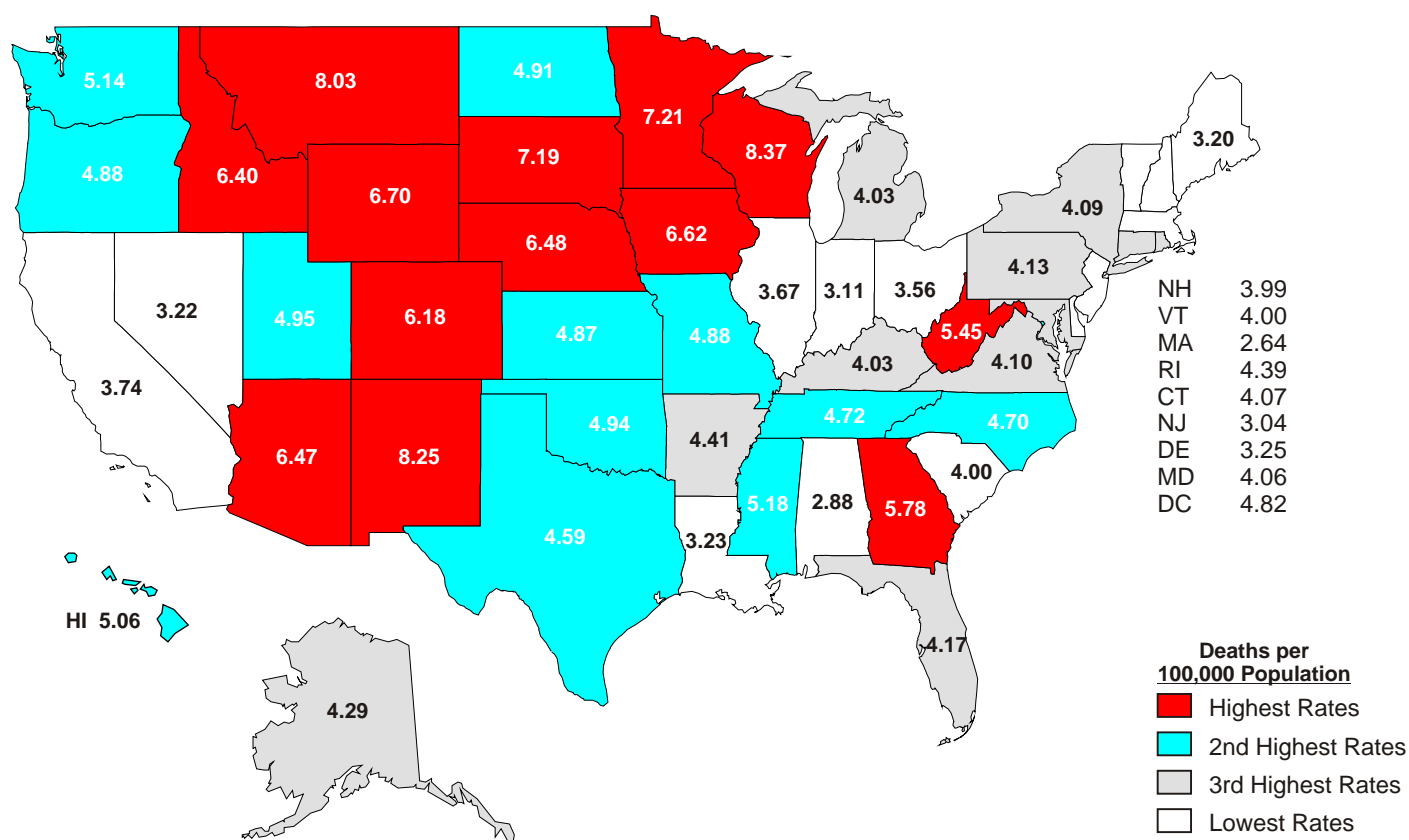 5.14
8.03
4.91
7.21
8.37
3.20
4.88
6.40
6.70
7.19
4.03
4.09
6.48
6.62
4.13
3.22
4.95
6.18
4.87
4.88
3.67
3.11
3.56
5.45
4.03
4.10
3.74
6.47
8.25
4.94
4.41
4.72
4.70
4.59
3.23
5.18
2.88
5.78
4.00
4.17
HI 5.06
4.29
NH 3.99
VT 4.00
MA 2.64
RI 4.39
CT 4.07
NJ 3.04
DE 3.25
MD 4.06
DC 4.82
Deaths per
100,000 Population
Highest Rates
2nd Highest Rates
3rd Highest Rates
Lowest Rates